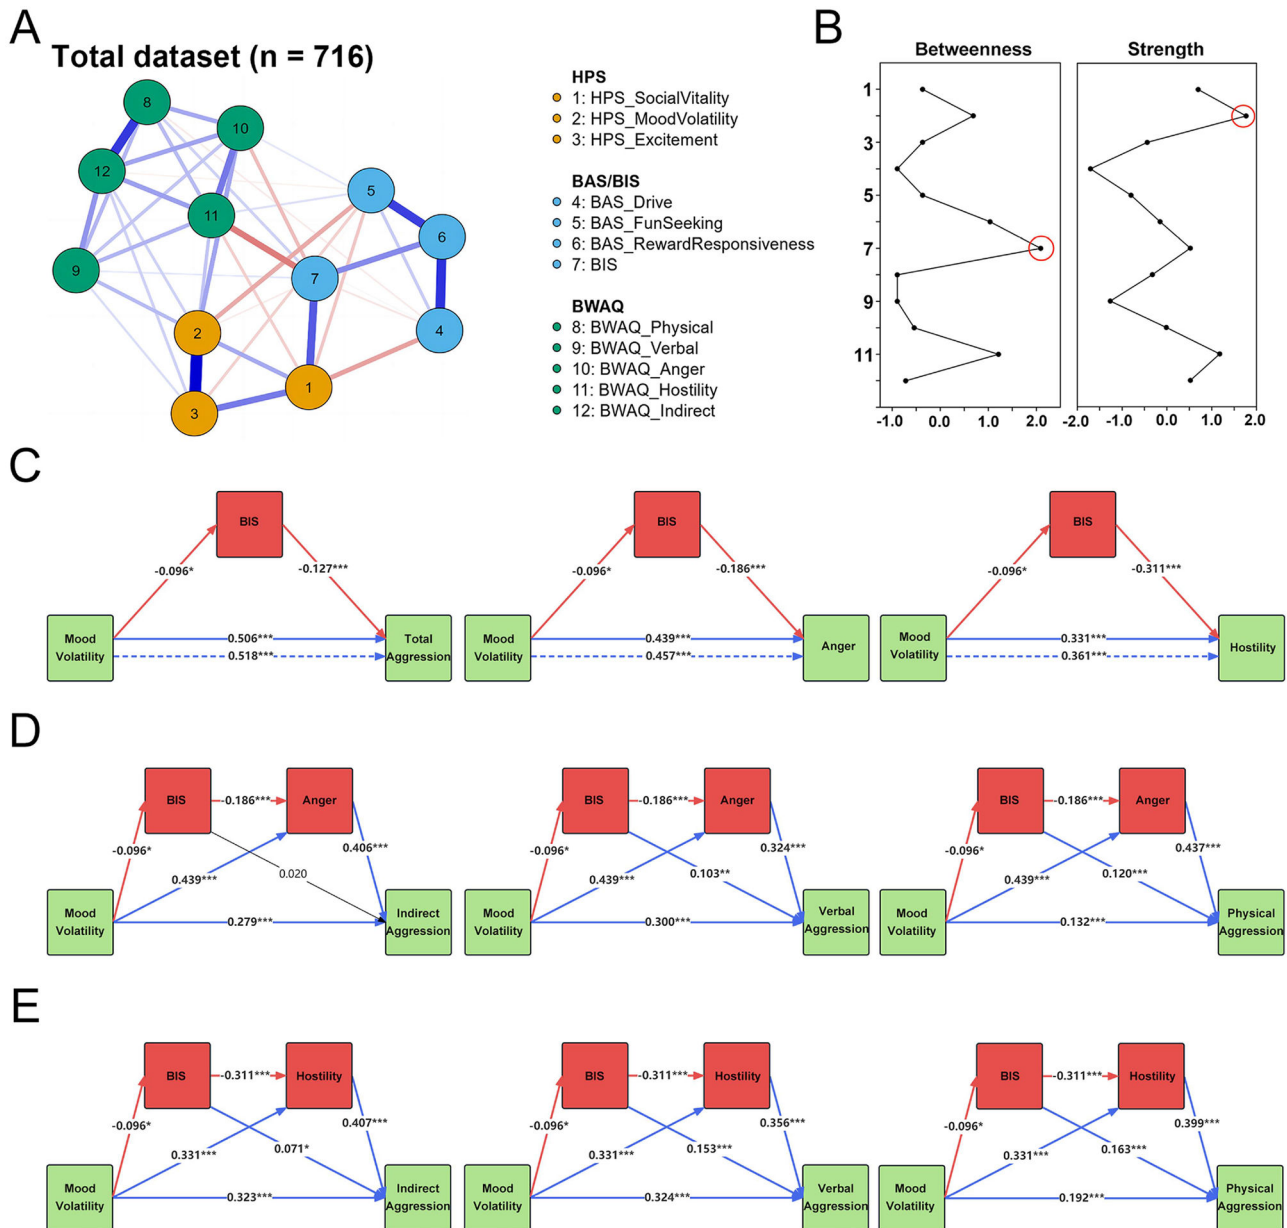 A
Total dataset (n = 716)
8
10
12
11
9
5
6
7
4
2
1
3
HPS
1: HPS_SocialVitality
2: HPS_MoodVolatility
3: HPS_Excitement
BAS/BIS
4: BAS_Drive
5: BAS_FunSeeking
6: BAS_RewardResponsiveness
7: BIS
BWAQ
8: BWAQ_Physical
9: BWAQ_Verbal
10: BWAQ_Anger
11: BWAQ_Hostility
12: BWAQ_Indirect
B
Betweenness
Strength
1
3
5
7
9
11
-1.0 0.0 1.0 2.0
-2.0 -1.0 0.0 1.0 2.0
C
BIS
-0.096*
-0.127***
Mood
Volatility
0.506***
0.518***
Total
Aggression
BIS
-0.096*
-0.186***
Mood
Volatility
0.439***
0.457***
Anger
BIS
-0.096*
-0.311***
Mood
Volatility
0.331***
0.361***
Hostility
D
BIS
-0.186***
Anger
-0.096*
0.406***
0.439***
0.020
Mood
Volatility
0.279***
Indirect
Aggression
BIS
-0.186***
Anger
-0.096*
0.324***
0.439***
0.103**
Mood
Volatility
0.300***
Verbal
Aggression
BIS
-0.186***
Anger
-0.096*
0.437***
0.439***
0.120***
Mood
Volatility
0.132***
Physical
Aggression
E
BIS
-0.311***
Hostility
-0.096*
0.407***
0.331***
0.071*
Mood
Volatility
0.323***
Indirect
Aggression
BIS
-0.311***
Hostility
-0.096*
0.356***
0.331***
0.153***
Mood
Volatility
0.324***
Verbal
Aggression
BIS
-0.311***
Hostility
-0.096*
0.399***
0.331***
0.163***
Mood
Volatility
0.192***
Physical
Aggression